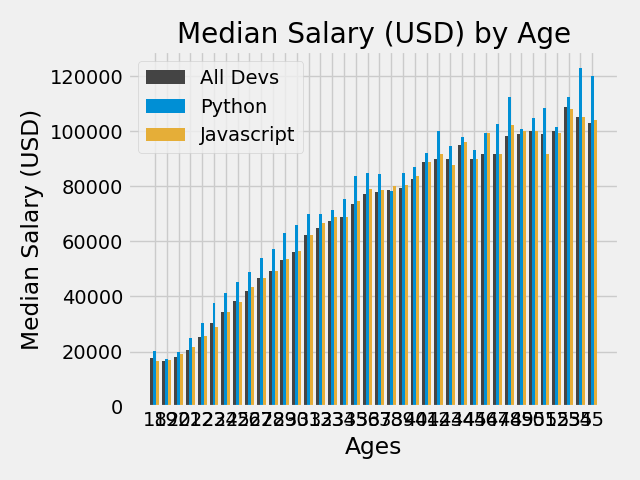 Median Salary (USD) by Age
120000
100000
80000
60000
40000
20000
0
Median Salary (USD)
All Devs
Python
Javascript
Ages